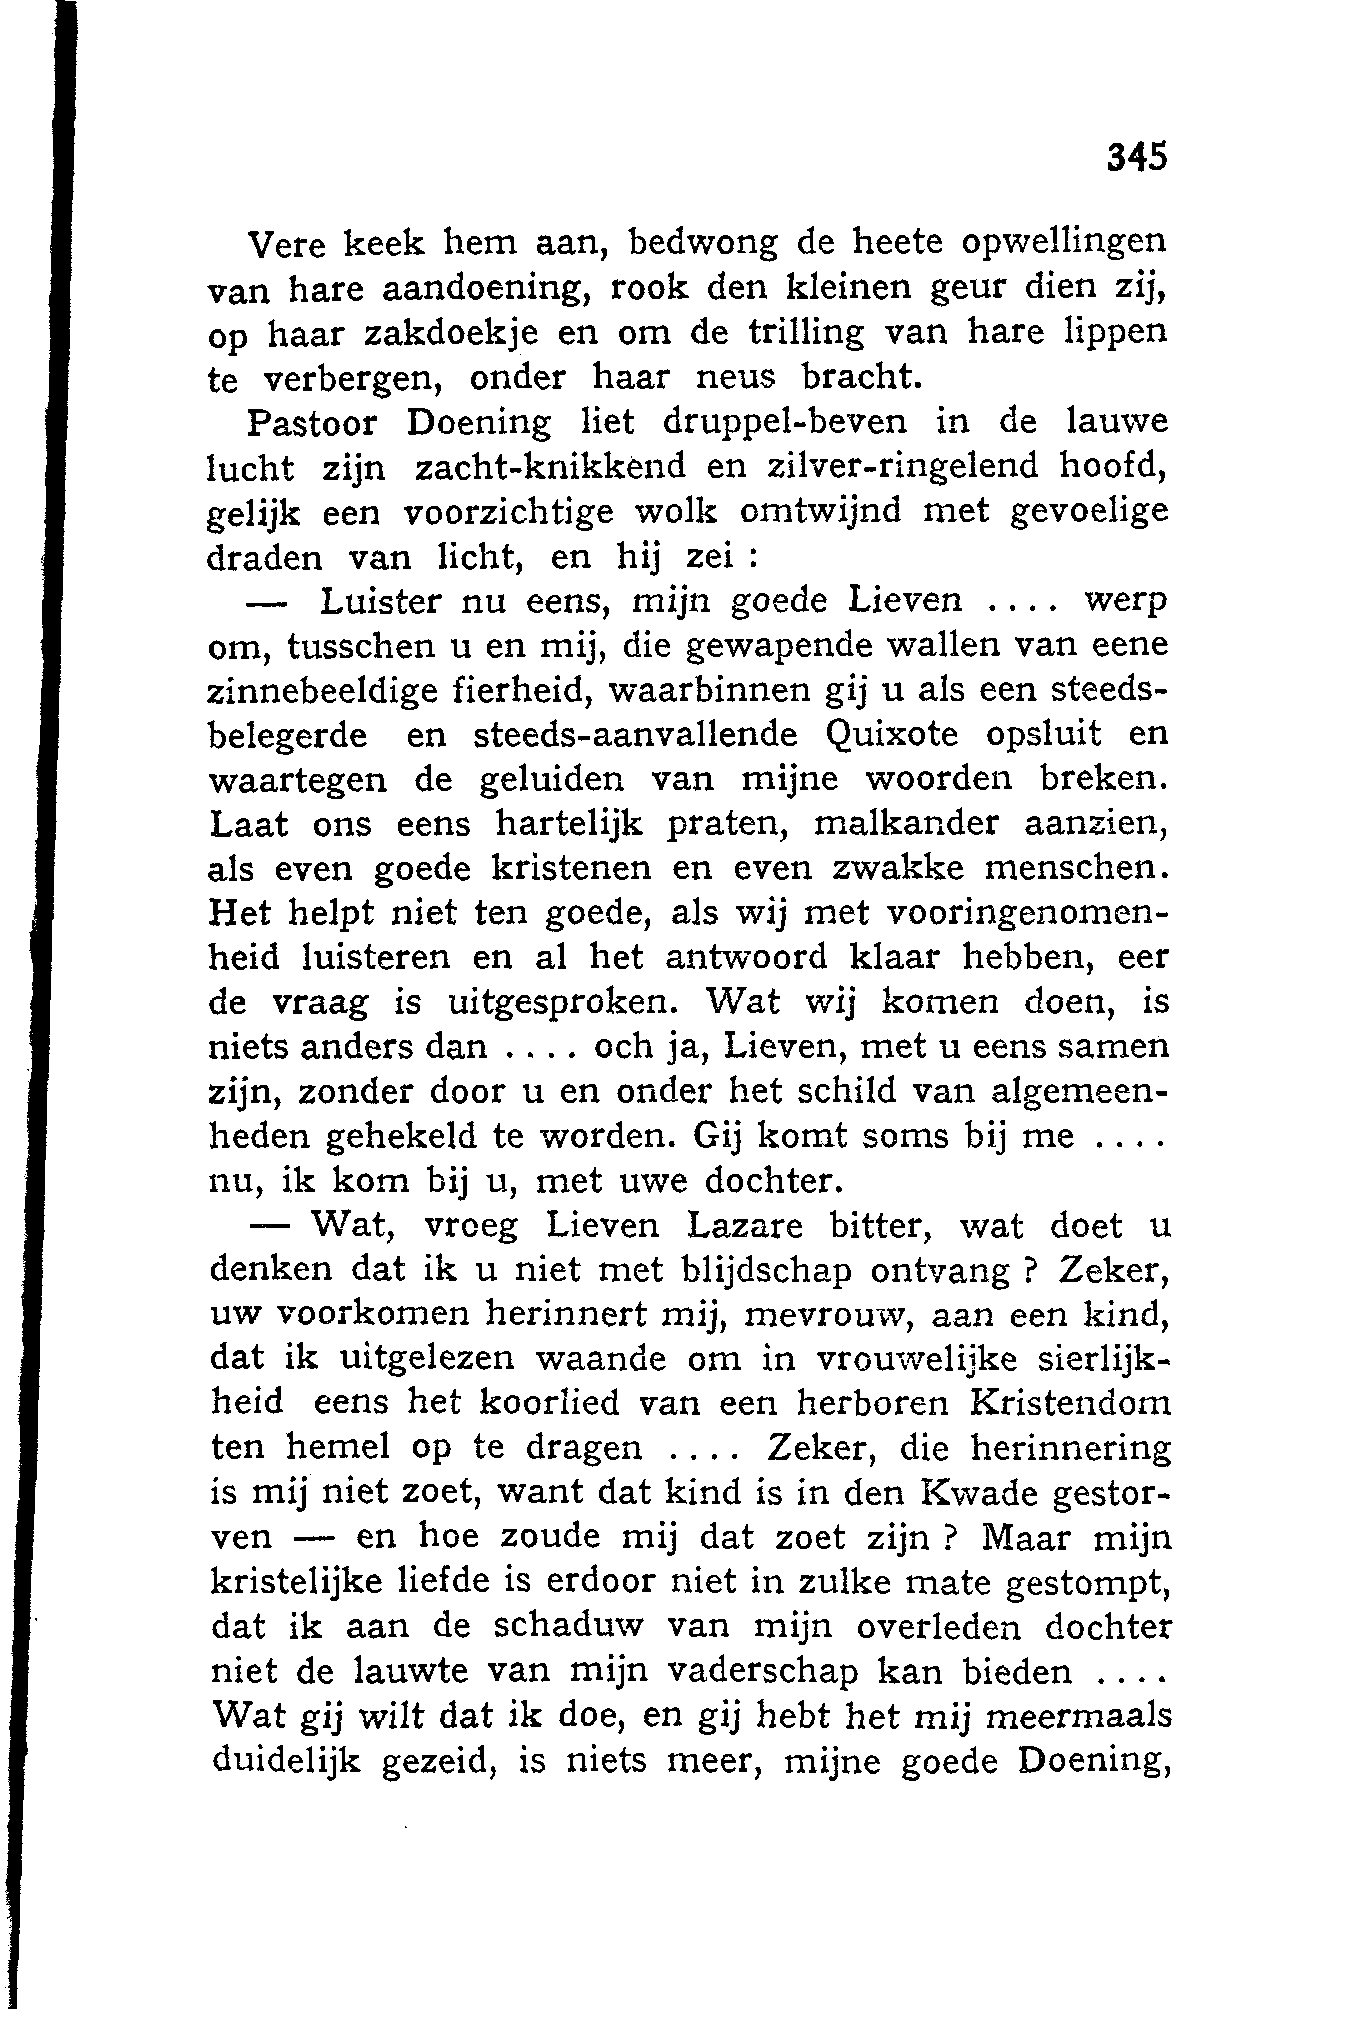 345
Vere keek hem aan, bedwong de heete opwellingen
van hare aandoening, rook den kleinen geur dien zij,
op haar zakdoekje en om de trilling van hare lippen
te verbergen, onder haar neus bracht.
Pastoor Doening liet druppel-beven in de lauwe
lucht zijn zacht-knikkend en zilver-ringelend hoofd,
gelijk een voorzichtige wolk omtwijnd met gevoelige
draden van licht, en hij zei :
— Luister nu eens, mijn goede Lieven .... werp
om, tusschen u en mij, die gewapende wallen van eene
zinnebeeldige fierheid, waarbinnen gij u als een steeds-
belegerde en steeds-aanvallende Quixote opsluit en
waartegen de geluiden van mijne woorden breken.
Laat ons eens hartelijk praten, malkander aanzien,
als even goede kristenen en even zwakke menschen.
Het helpt niet ten goede, als wij met vooringenomen-
heid luisteren en al het antwoord klaar hebben, eer
de vraag is uitgesproken. Wat wij komen doen, is
niets anders dan .... och ja, Lieven, met u eens samen
zijn, zonder door u en onder het schild van algemeen-
heden gehekeld te worden. Gij komt soms bij me ....
nu, ik kom bij u, met uwe dochter.
— Wat, vroeg Lieven Lazare bitter, wat doet u
denken dat ik u niet met blijdschap ontvang ? Zeker,
uw voorkomen herinnert mij, mevrouw, aan een kind,
dat ik uitgelezen waande om in vrouwelijke sierlijk-
heid eens het koorlied van een herboren Kristendom
ten hemel op te dragen .... Zeker, die herinnering
is mij niet zoet, want dat kind is in den Kwade gestor-
ven — en hoe zoude mij dat zoet zijn ? Maar mijn
kristelijke liefde is erdoor niet in zulke mate gestompt,
dat ik aan de schaduw van mijn overleden dochter
niet de lauwte van mijn vaderschap kan bieden ....
Wat gij wilt dat ik doe, en gij hebt het mij meermaals
duidelijk gezeid, is niets meer, mijne goede Doening,